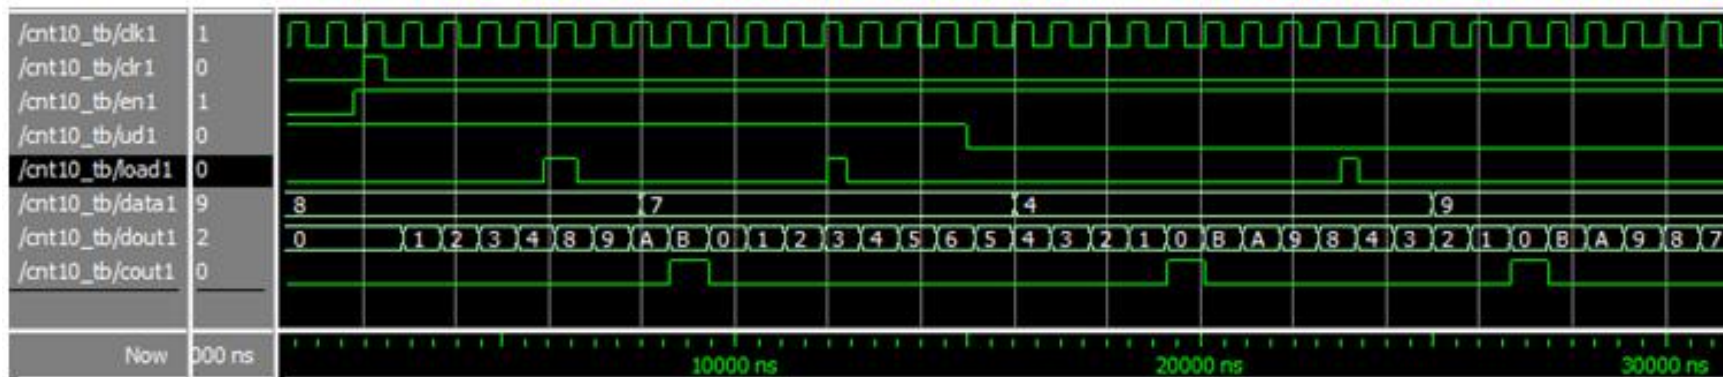 /cnt10_tb/clk1 1
/cnt10_tb/clr1 0
/cnt10_tb/en1 1
/cnt10_tb/ud1 0
/cnt10_tb/load1 0
/cnt10_tb/data1 9 8 7 4 9
/cnt10_tb/dout1 2 0 1 2 3 4 8 9 A B 0 1 2 3 4 5 6 5 4 3 2 1 0 B A 9 8 4 3 2 1 0 B A 9 8 7
/cnt10_tb/cout1 0
Now 000 ns 10000 ns 20000 ns 30000 ns